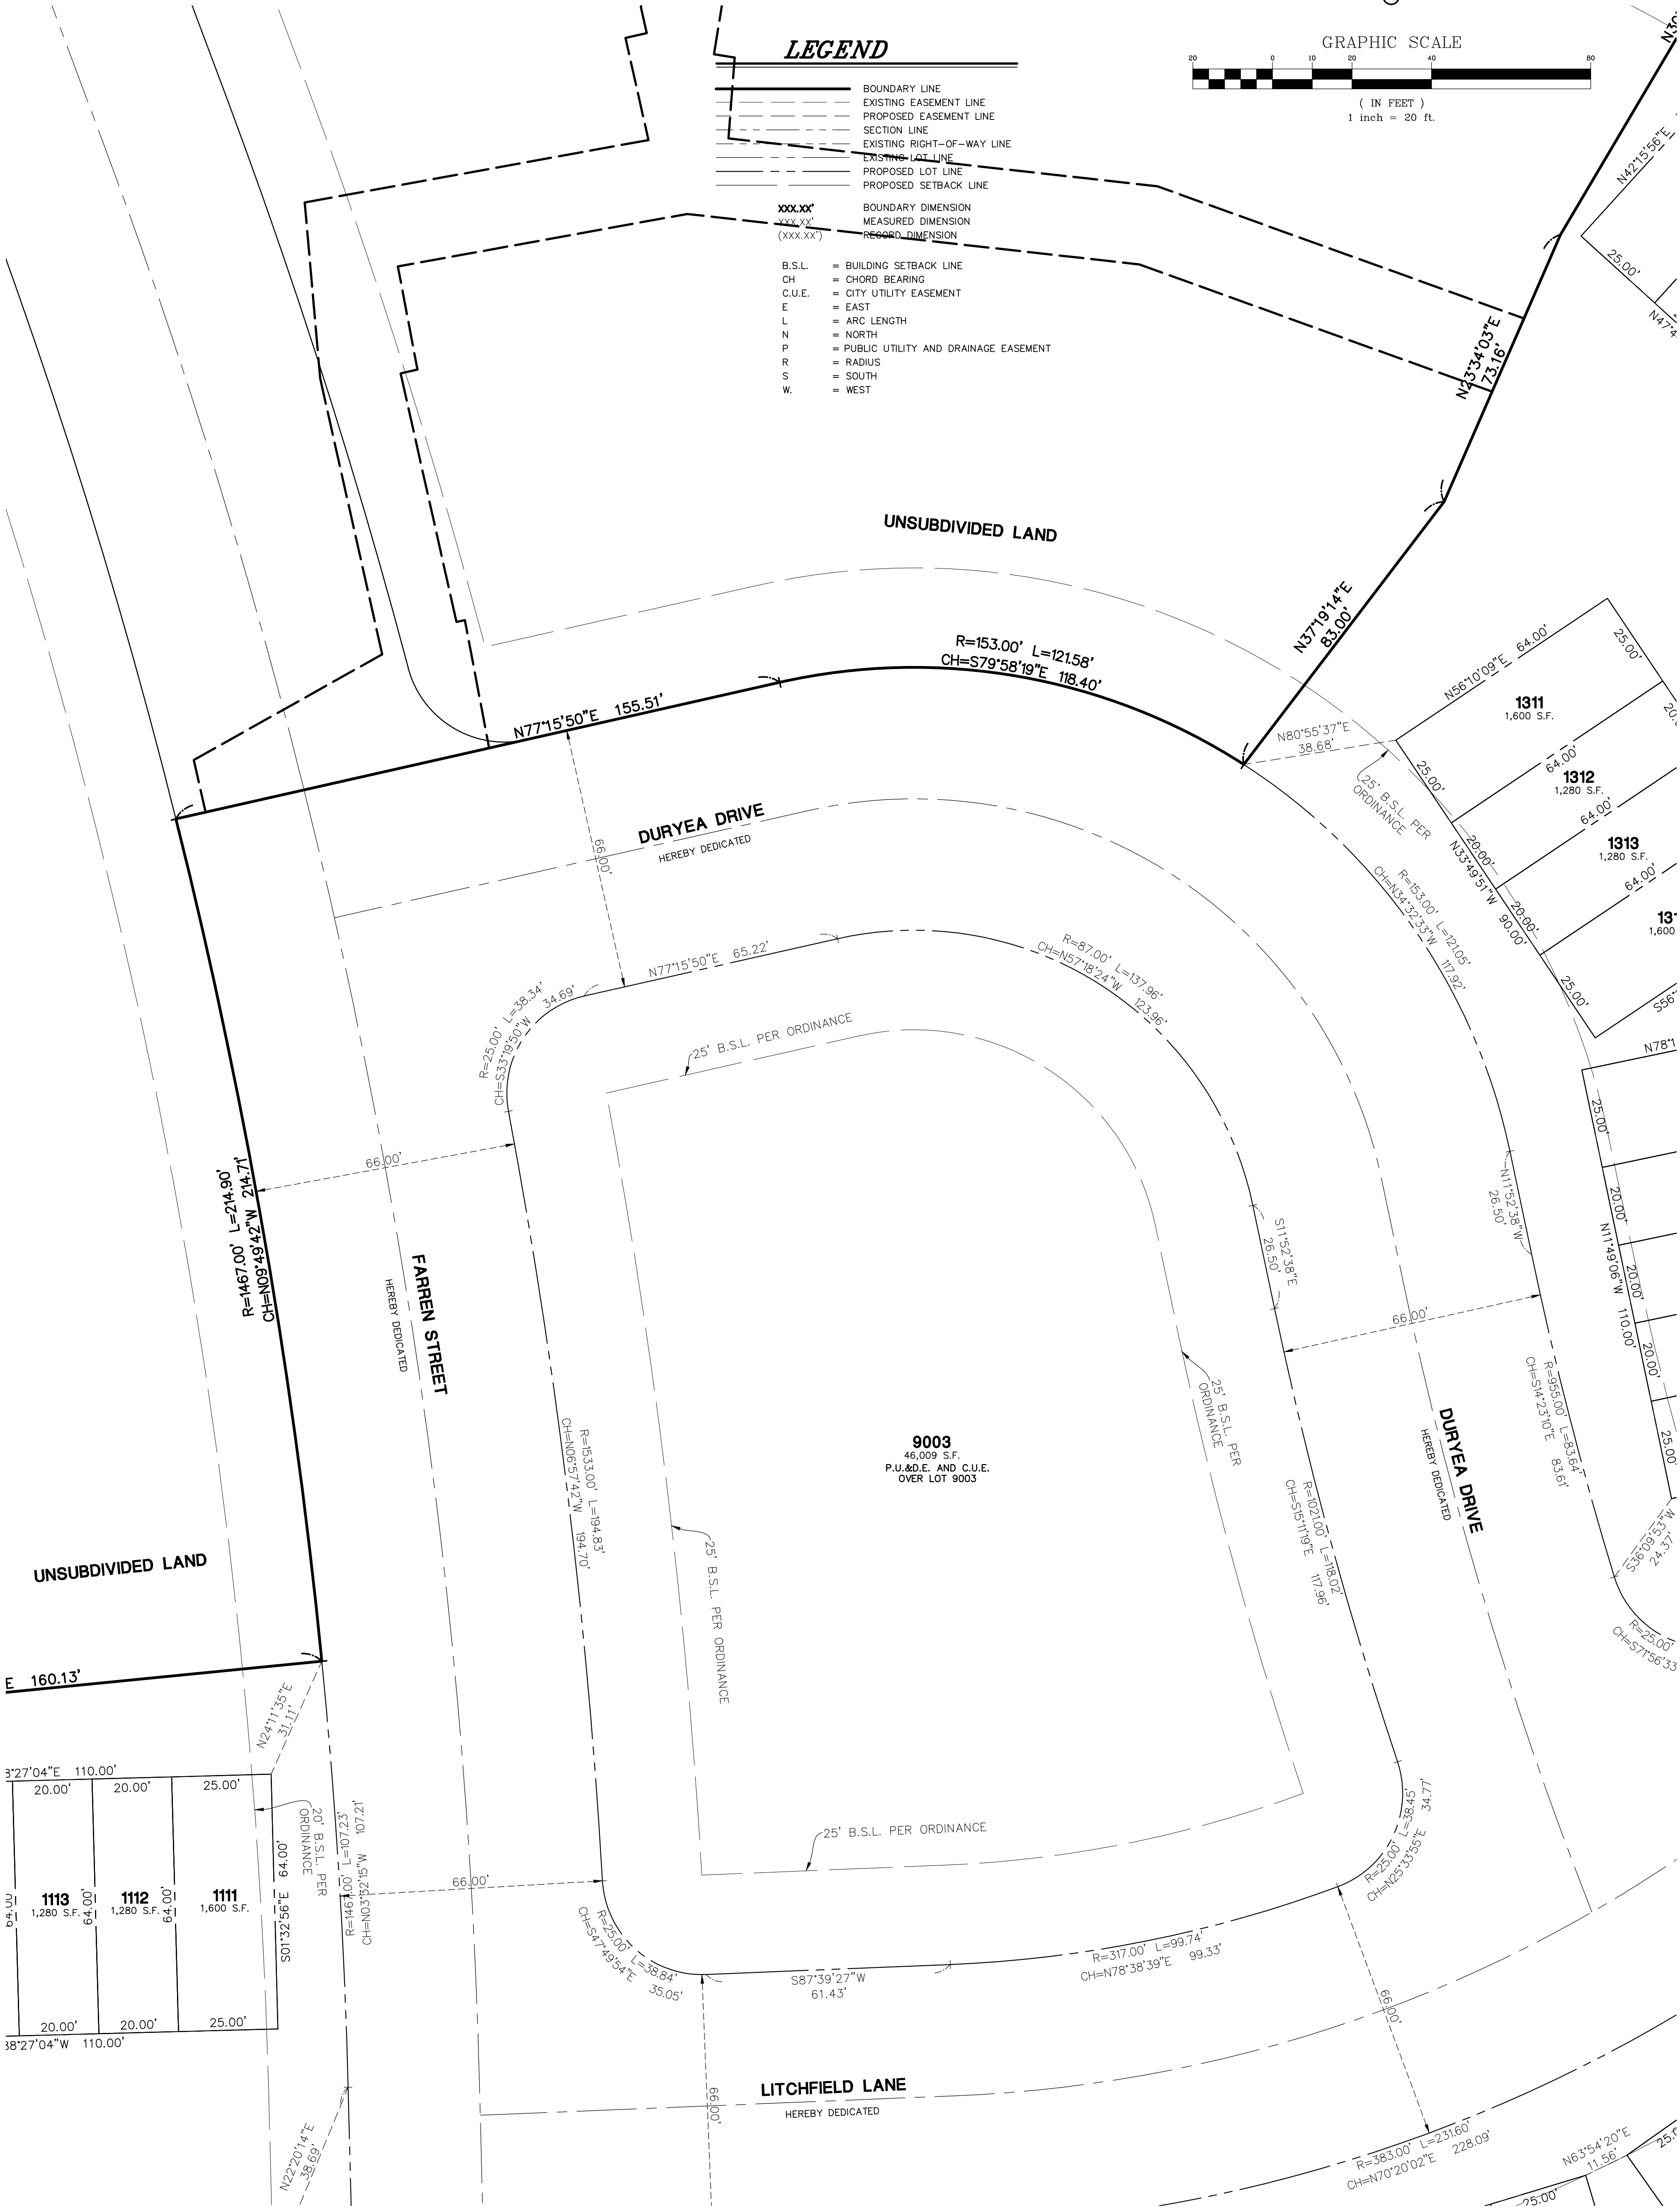 LEGEND
BOUNDARY LINE
EXISTING EASEMENT LINE
PROPOSED EASEMENT LINE
SECTION LINE
EXISTING RIGHT-OF-WAY LINE
EXISTING LOT LINE
PROPOSED LOT LINE
PROPOSED SETBACK LINE
XXX.XX' BOUNDARY DIMENSION
XXX.XX' MEASURED DIMENSION
(XXX.XX') RECORD DIMENSION
B.S.L. = BUILDING SETBACK LINE
CH = CHORD BEARING
C.U.E. = CITY UTILITY EASEMENT
E = EAST
L = ARC LENGTH
N = NORTH
P = PUBLIC UTILITY AND DRAINAGE EASEMENT
R = RADIUS
S = SOUTH
W. = WEST
GRAPHIC SCALE
20 0 10 20 40 80
( IN FEET )
1 inch = 20 ft.
N42°15'56"E
25.00'
N23°34'03"E
73.16'
UNSUBDIVIDED LAND
N37°19'14"E
83.00'
R=153.00' L=121.58'
CH=S79°58'19"E 118.40'
N77°15'50"E 155.51'
N80°55'37"E
38.68'
N56°10'09"E 64.00'
25.00'
1311
1,600 S.F.
25.00'
64.00'
1312
1,280 S.F.
25' B.S.L. PER
ORDINANCE
20.00'
64.00'
1313
1,280 S.F.
N33°49'51"W 90.00'
20.00'
64.00'
1,600
25.00'
DURYEA DRIVE
HEREBY DEDICATED
66.00'
R=153.00' L=121.05'
CH=N34°32'33"W 117.92'
N77°15'50"E 65.22'
R=87.00' L=137.96'
CH=N57°18'24"W 123.96'
R=25.00' L=38.34'
CH=S33°19'50"W 34.69'
25' B.S.L. PER ORDINANCE
66.00'
R=1467.00' L=214.90'
CH=N09°49'42"W 214.71'
FARREN STREET
HEREBY DEDICATED
S11°52'38"E
26.50'
N11°52'38"W
26.50'
25.00'
20.00'
N11°49'06"W 110.00'
20.00'
20.00'
25.00'
66.00'
R=955.00' L=83.64'
CH=S14°23'10"E 83.61'
25' B.S.L. PER
ORDINANCE
DURYEA DRIVE
HEREBY DEDICATED
R=1533.00' L=194.83'
CH=N06°57'42"W 194.70'
9003
46,009 S.F.
P.U.&D.E. AND C.U.E.
OVER LOT 9003
R=1021.00' L=118.02'
CH=S15°11'19"E 117.96'
25' B.S.L. PER ORDINANCE
S36°09'53"W
24.37'
R=25.00'
CH=S71°56'33
UNSUBDIVIDED LAND
E 160.13'
N24°11'35"E
31.11'
27'04"E 110.00'
20.00' 20.00' 25.00'
20' B.S.L. PER
ORDINANCE
R=1467.00' L=107.23'
CH=N03°32'15"W 107.21'
64.00'
1113
1,280 S.F.
64.00'
1112
1,280 S.F.
64.00'
1111
1,600 S.F.
S01°32'56"E 64.00'
20.00' 20.00' 25.00'
27'04"W 110.00'
66.00'
25' B.S.L. PER ORDINANCE
R=25.00' L=38.45'
CH=N25°33'55"E 34.77'
R=25.00' L=38.84'
CH=S47°49'54"E 35.05'
S87°39'27"W
61.43'
R=317.00' L=99.74'
CH=N78°38'39"E 99.33'
66.00'
LITCHFIELD LANE
HEREBY DEDICATED
66.00'
N22°20'14"E
38.69'
R=383.00' L=231.60'
CH=N70°20'02"E 228.09'
N63°54'20"E
11.56'
25.00'